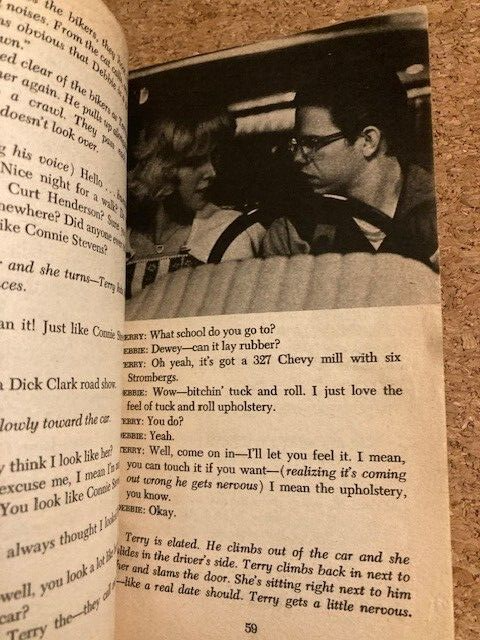 s the bikers, they
noises. From the cat
s obvious that Debbie
wn."
ed clear of the bikers
er again. He pulls up
a crawl. They pass
doesn't look over.
g his voice) Hello
Nice night for a walk?
Curt Henderson?
ewhere? Did anyone
ike Connie Stevens?
and she turns—Terry
ces.
an it! Just like Connie
a Dick Clark road show.
lowly toward the car.
think I look like her?
excuse me, I mean I'm
You look like Connie
always thought I
well, you look a lot
car?
Terry the—they
ERRY: What school do you go to?
EBBIE: Dewey—can it lay rubber?
ERRY: Oh yeah, it's got a 327 Chevy mill with six
Strombergs.
EBBIE: Wow—bitchin' tuck and roll. I just love the
feel of tuck and roll upholstery.
ERRY: You do?
EBBIE: Yeah.
TERRY: Well, come on in—I'll let you feel it. I mean,
you can touch it if you want—(realizing it's coming
out wrong he gets nervous) I mean the upholstery,
you know.
EBBIE: Okay.
Terry is elated. He climbs out of the car and she
slides in the driver's side. Terry climbs back in next to
her and slams the door. She's sitting right next to him
—like a real date should. Terry gets a little nervous.
59